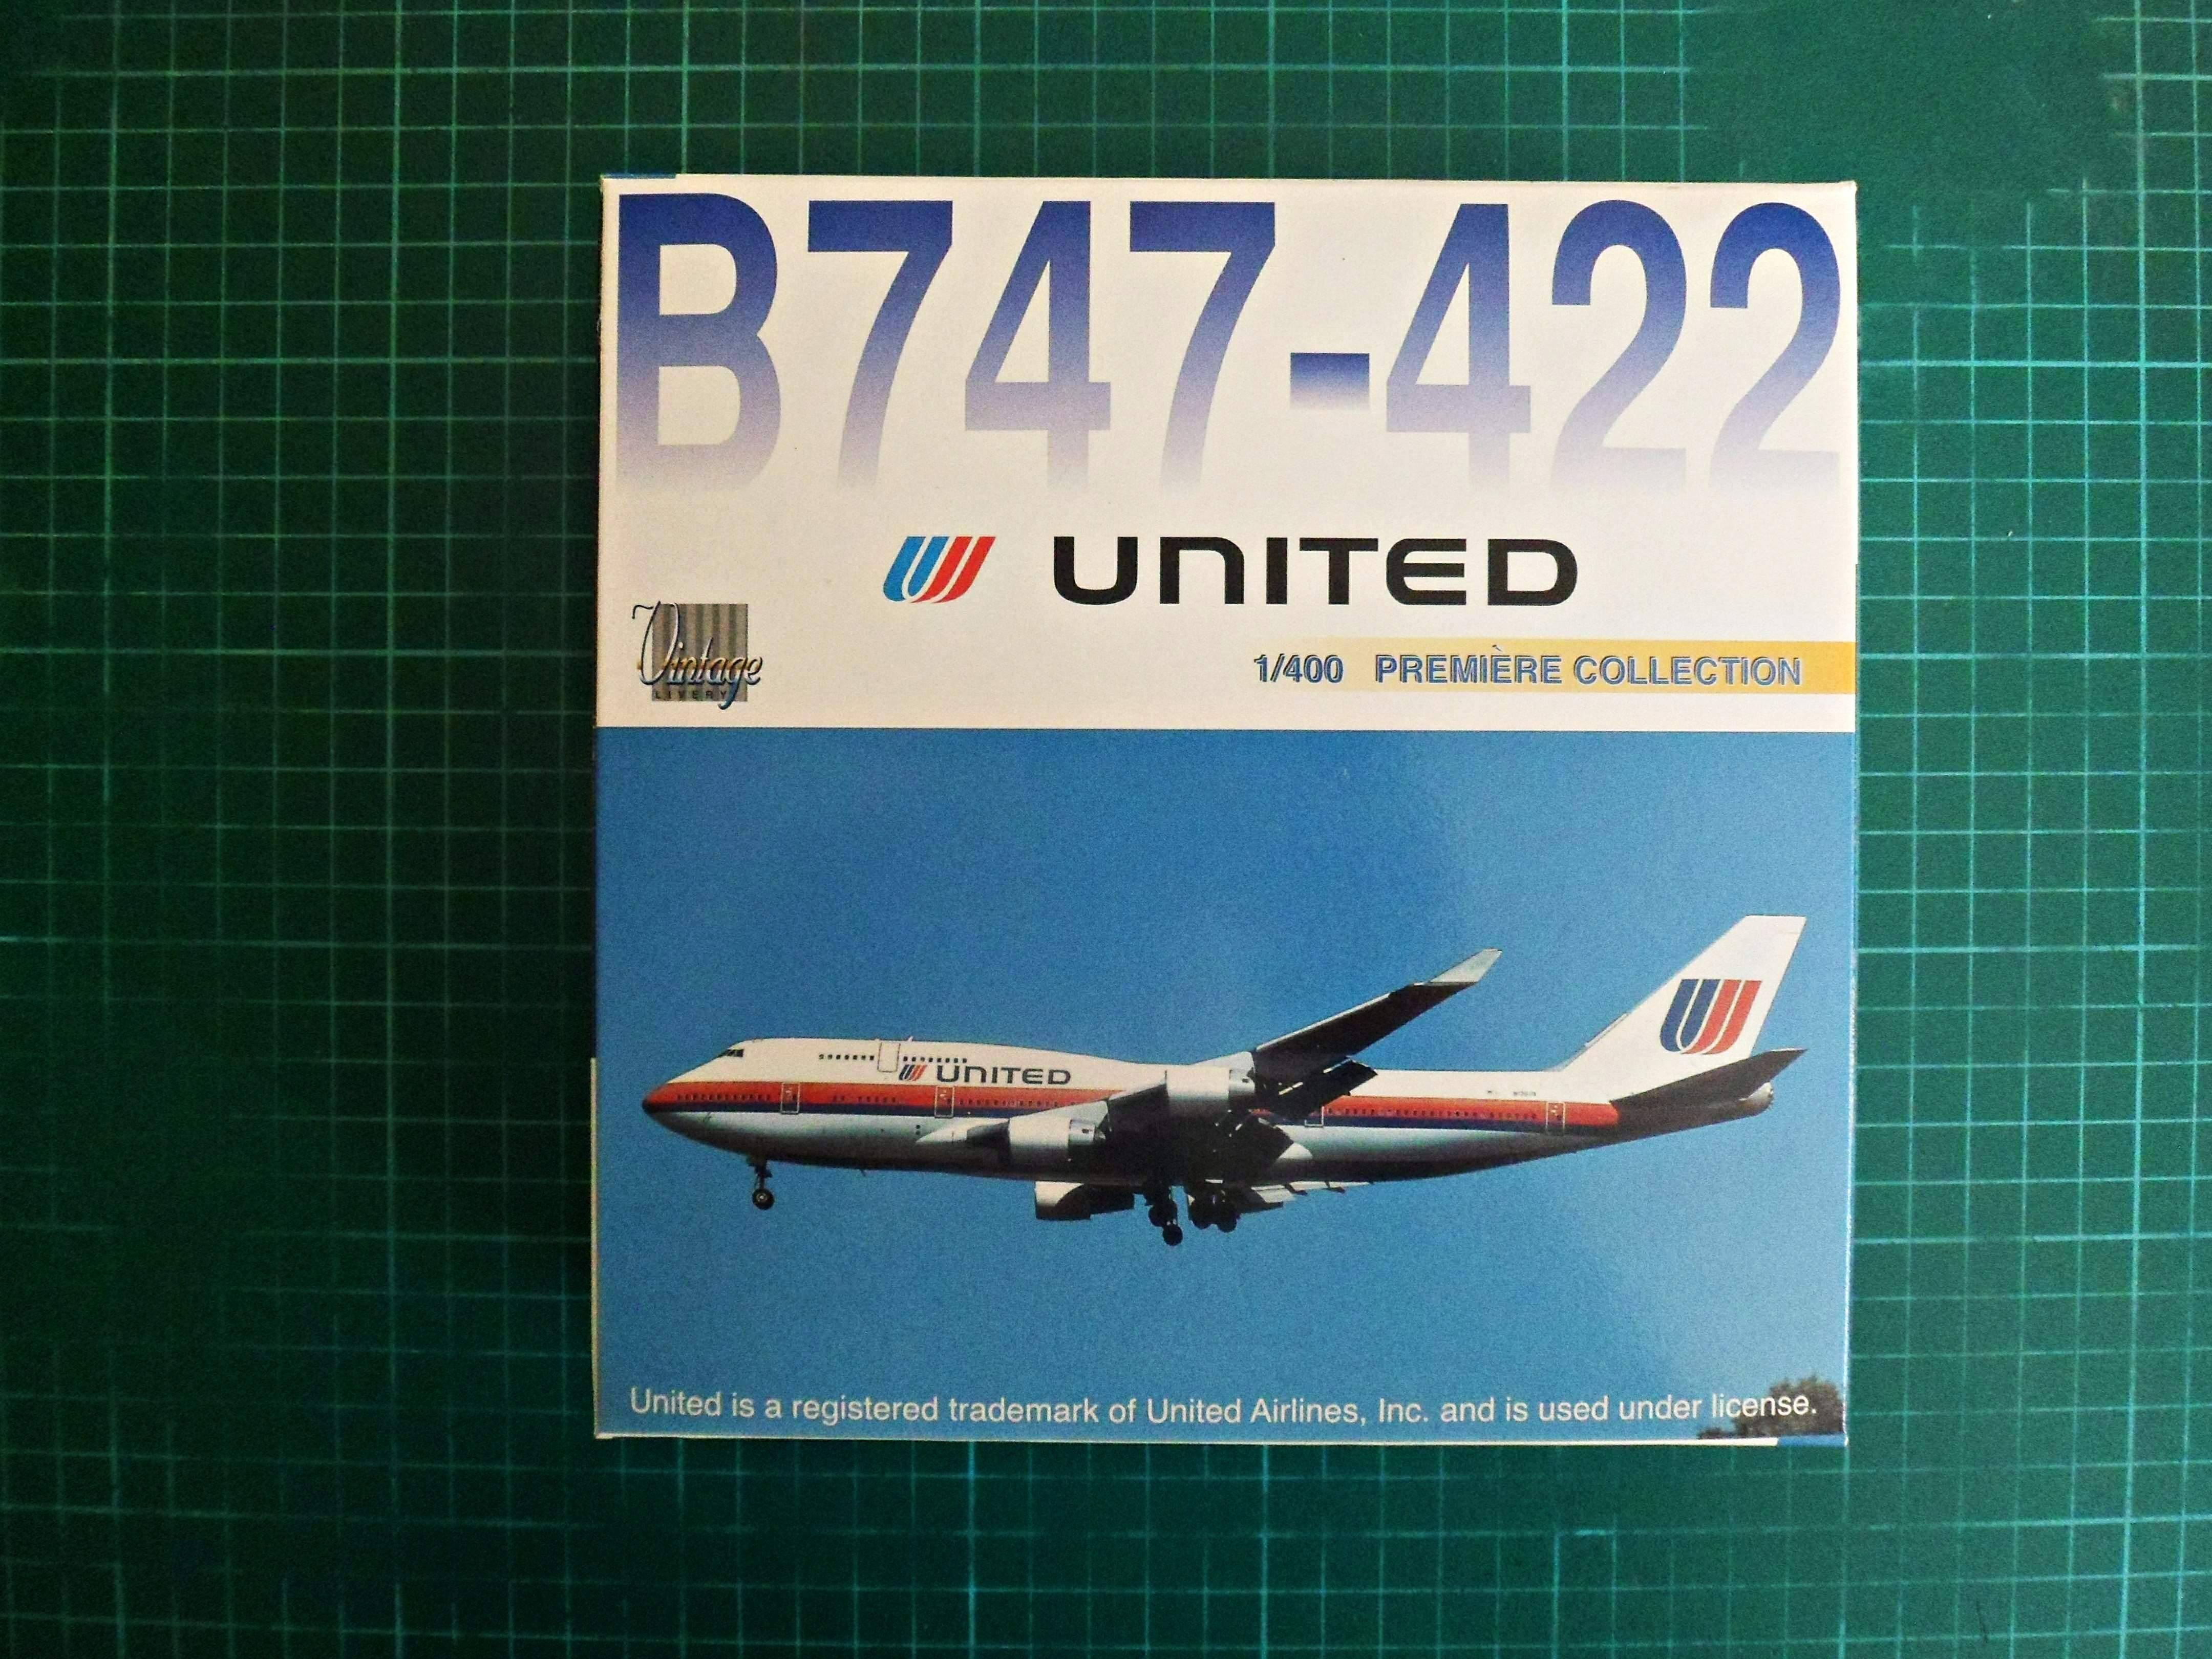 B747-422
UNITED
Vintage
LIVERY
1/400 PREMIÈRE COLLECTION
UNITED
United is a registered trademark of United Airlines, Inc. and is used under license.